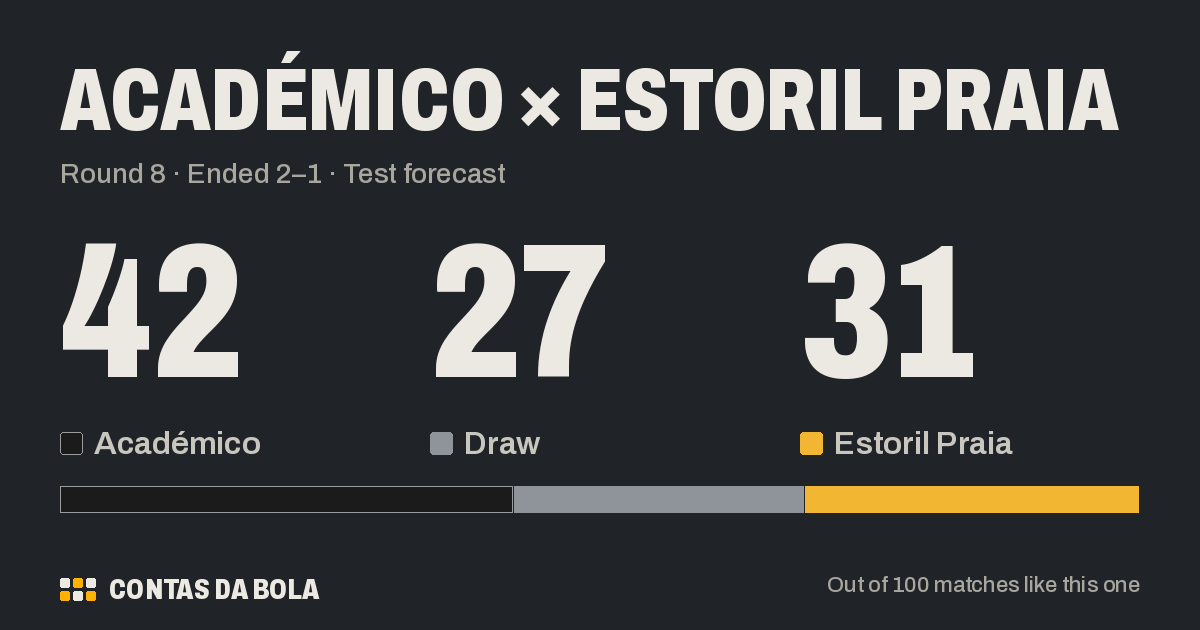 ACADÉMICO × ESTORIL PRAIA
Round 8 · Ended 2–1 · Test forecast
42 27 31
Académico Draw Estoril Praia
CONTAS DA BOLA
Out of 100 matches like this one